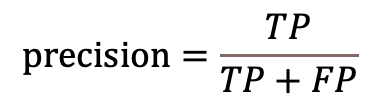 precision = TP / TP + FP